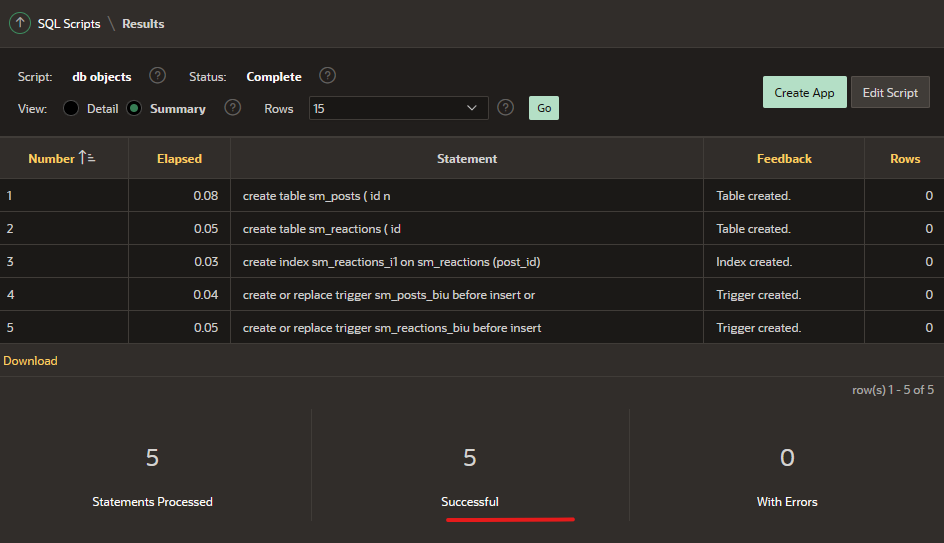 SQL Scripts \ Results
Script: db objects ? Status: Complete ?
View: Detail Summary ? Rows 15 ? Go
Create App Edit Script
Number Elapsed Statement Feedback Rows
1 0.08 create table sm_posts ( id n Table created. 0
2 0.05 create table sm_reactions ( id Table created. 0
3 0.03 create index sm_reactions_i1 on sm_reactions (post_id) Index created. 0
4 0.04 create or replace trigger sm_posts_biu before insert or Trigger created. 0
5 0.05 create or replace trigger sm_reactions_biu before insert Trigger created. 0
Download
row(s) 1 - 5 of 5
5 5 0
Statements Processed Successful With Errors